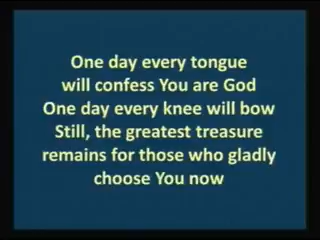 One day every tongue
will confess You are God
One day every knee will bow
Still, the greatest treasure
remains for those who gladly
choose You now